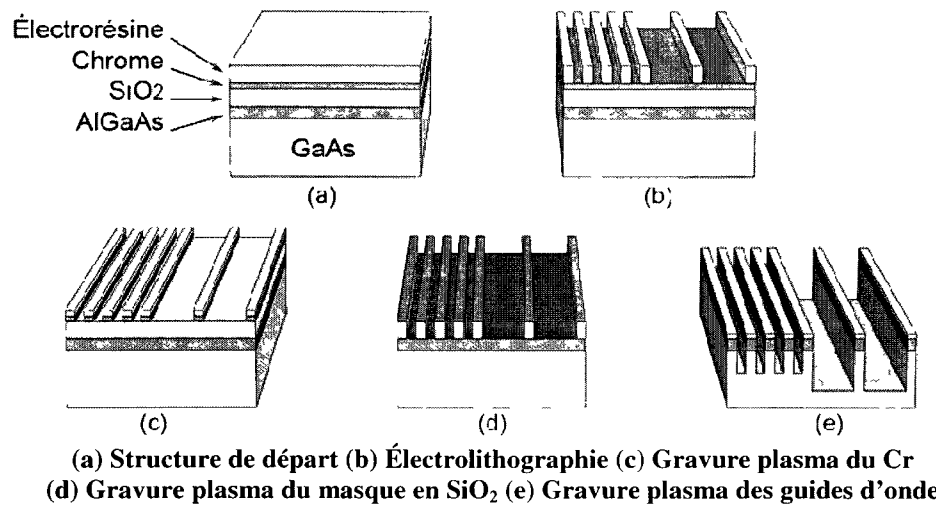 Électrorésine
Chrome
SiO2
AlGaAs
GaAs
(a)
(b)
(c)
(d)
(e)
(a) Structure de départ (b) Électrolithographie (c) Gravure plasma du Cr
(d) Gravure plasma du masque en SiO₂ (e) Gravure plasma des guides d'onde